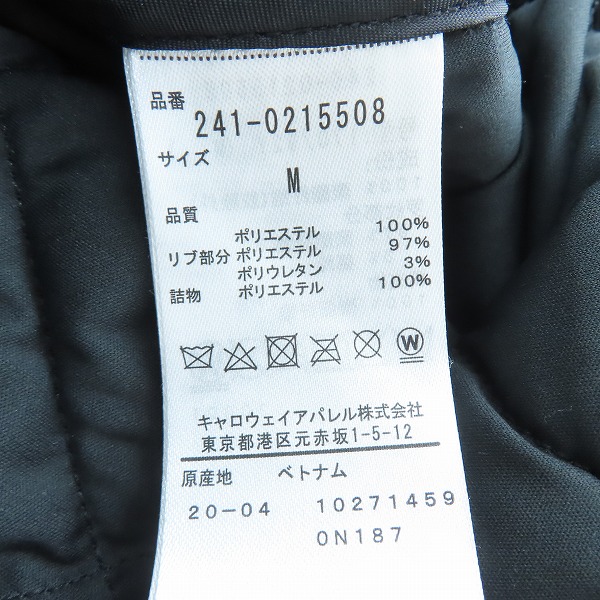 品番
241-0215508
サイズ
M
品質
ポリエステル 100%
リブ部分 ポリエステル 97%
ポリウレタン 3%
詰物 ポリエステル 100%
W
キャロウェイアパレル株式会社
東京都港区元赤坂1-5-12
原産地 ベトナム
20-04 10271459
0N187